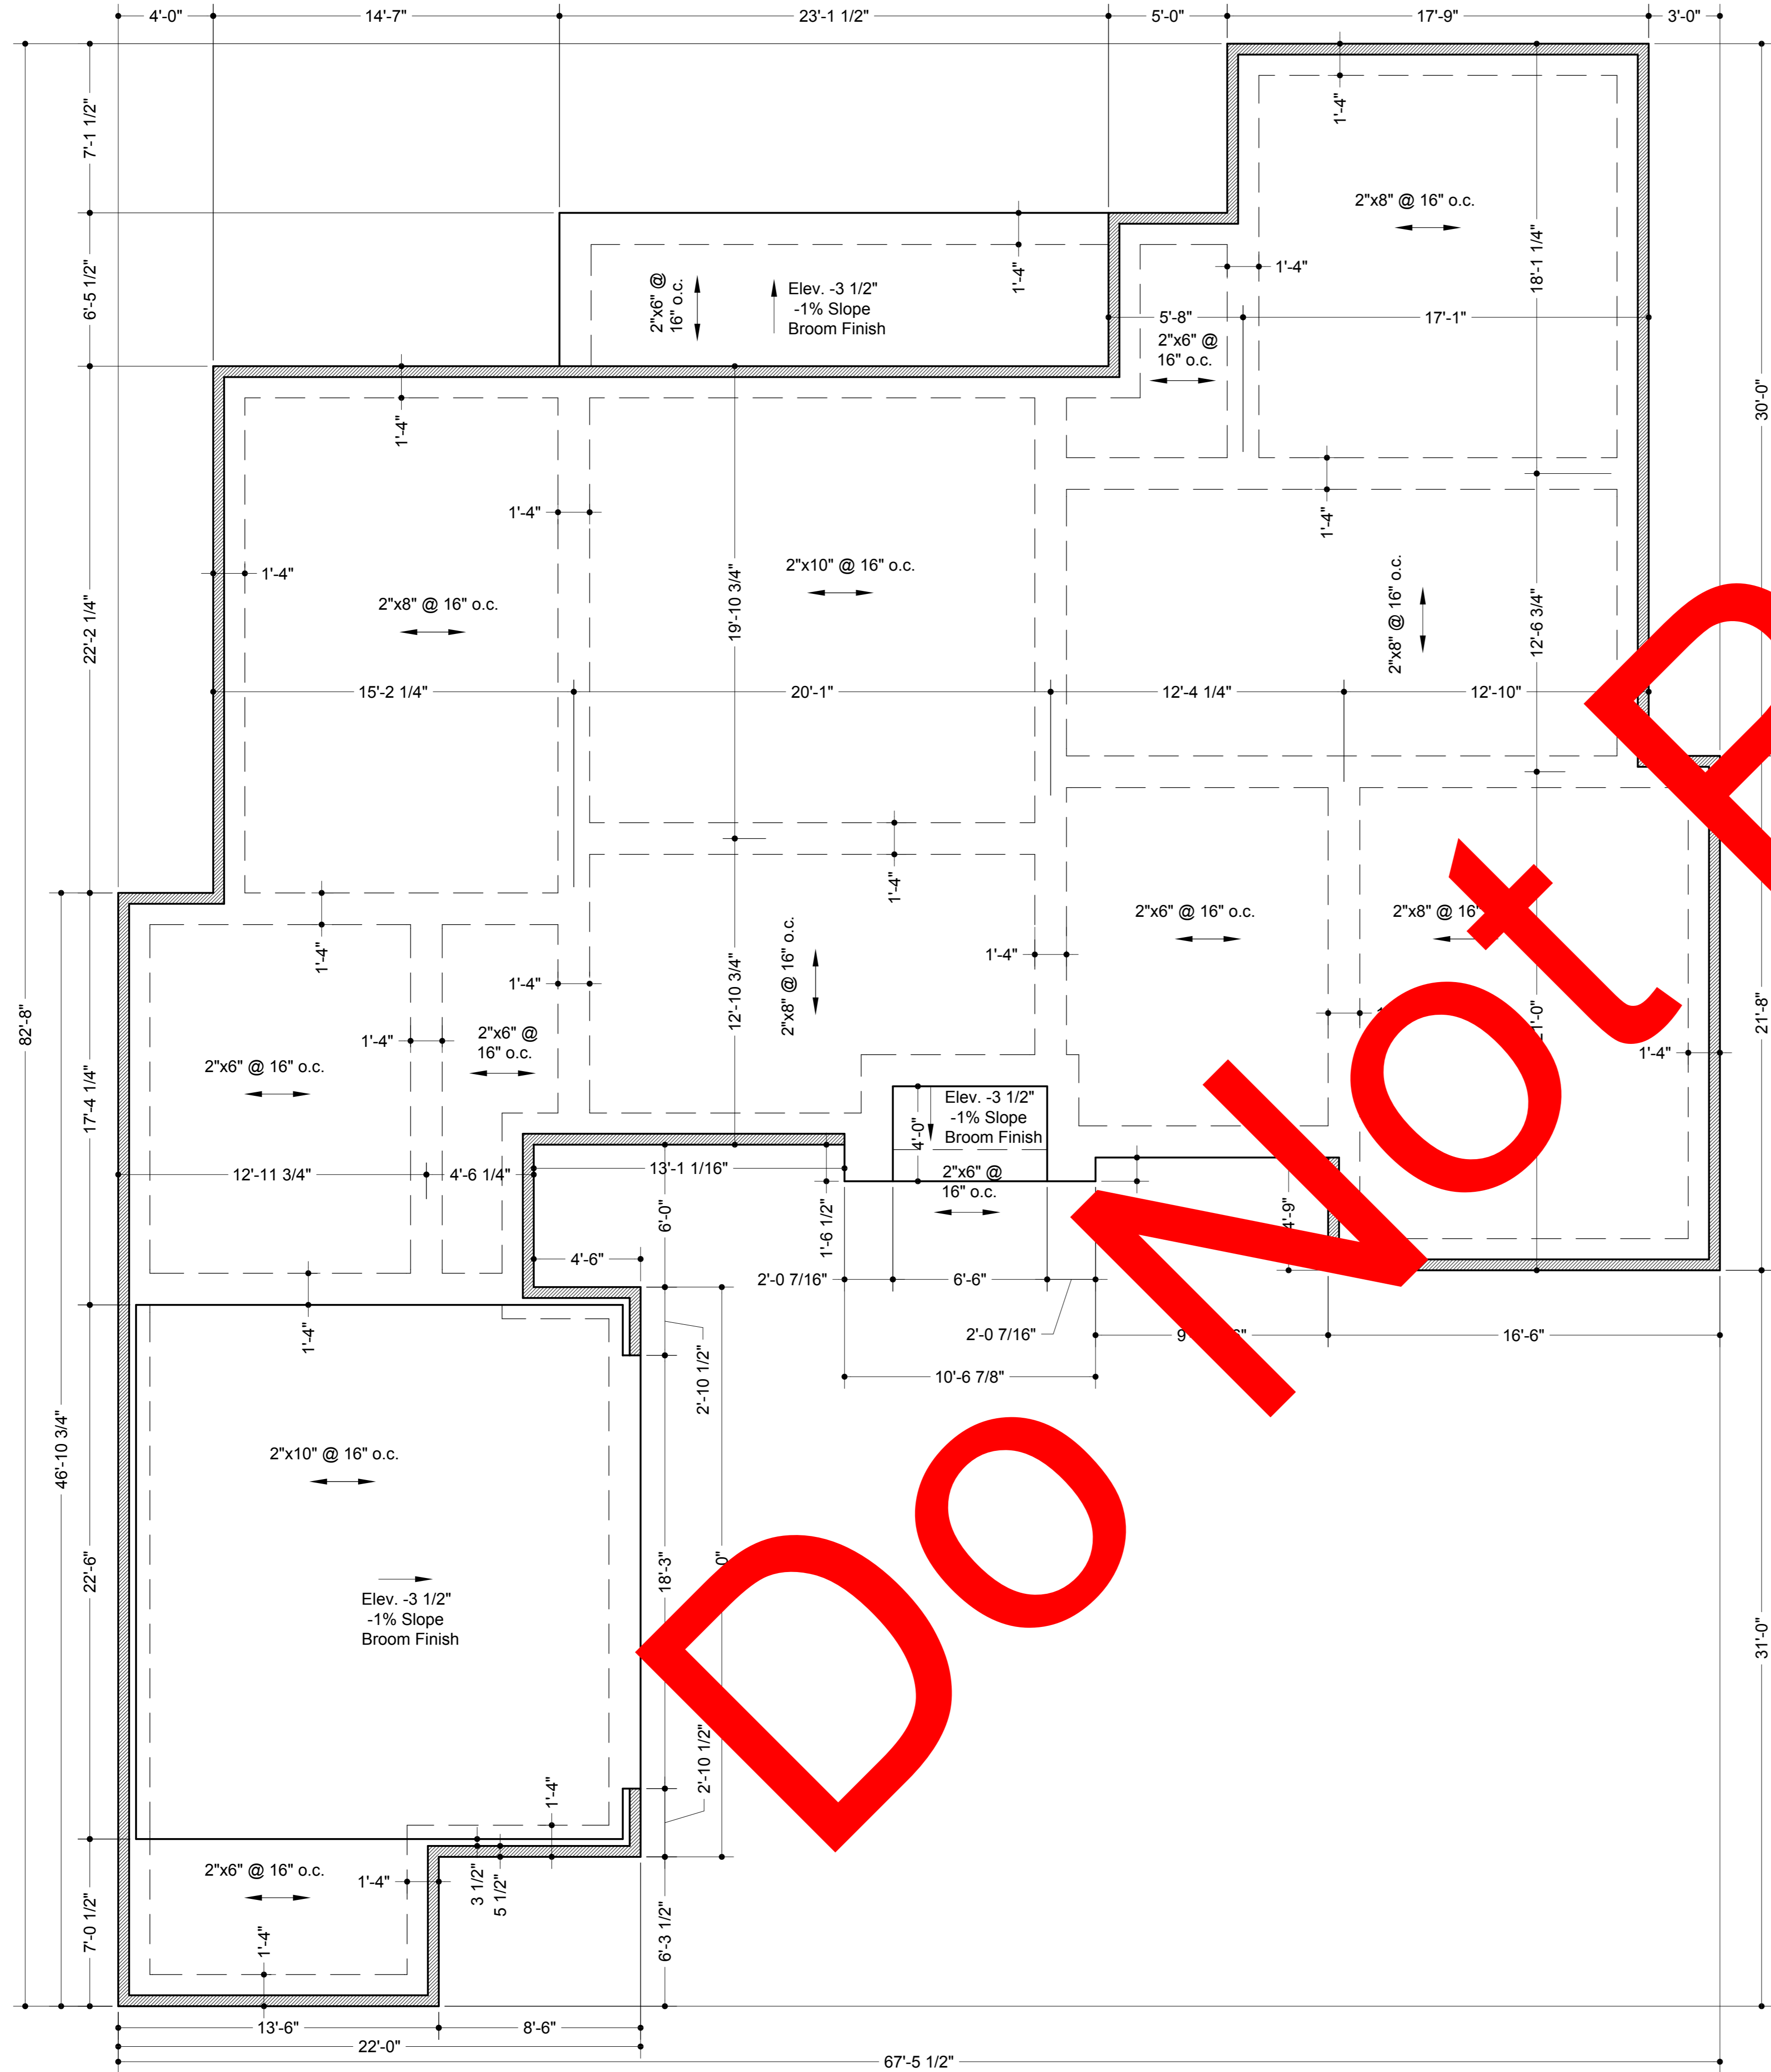 4'-0"
14'-7"
23'-1 1/2"
5'-0"
17'-9"
3'-0"
7'-1 1/2"
1'-4"
2"x8" @ 16" o.c.
18'-1 1/4"
6'-5 1/2"
2"x6" @
16" o.c.
Elev. -3 1/2"
-1% Slope
Broom Finish
1'-4"
1'-4"
5'-8"
17'-1"
2"x6" @
16" o.c.
30'-0"
1'-4"
1'-4"
1'-4"
2"x10" @ 16" o.c.
1'-4"
2"x8" @ 16" o.c.
19'-10 3/4"
2"x8" @ 16" o.c.
12'-6 3/4"
22'-2 1/4"
15'-2 1/4"
20'-1"
12'-4 1/4"
12'-10"
1'-4"
2"x6" @ 16" o.c.
2"x8" @ 16"
1'-4"
1'-4"
1'-4"
12'-10 3/4"
2"x8" @ 16" o.c.
82'-8"
21'-8"
1'-4"
2"x6" @
16" o.c.
2"x6" @ 16" o.c.
1'-4"
17'-4 1/4"
Elev. -3 1/2"
-1% Slope
Broom Finish
4'-0"
12'-11 3/4"
4'-6 1/4"
13'-1 1/16"
2"x6" @
16" o.c.
6'-0"
1'-6 1/2"
4'-9"
4'-6"
2'-0 7/16"
6'-6"
2'-0 7/16"
16'-6"
1'-4"
10'-6 7/8"
2'-10 1/2"
46'-10 3/4"
2"x10" @ 16" o.c.
22'-6"
18'-3"
Elev. -3 1/2"
-1% Slope
Broom Finish
31'-0"
2'-10 1/2"
1'-4"
2"x6" @ 16" o.c.
1'-4"
3 1/2"
5 1/2"
7'-0 1/2"
1'-4"
6'-3 1/2"
13'-6"
8'-6"
22'-0"
67'-5 1/2"
Do Not